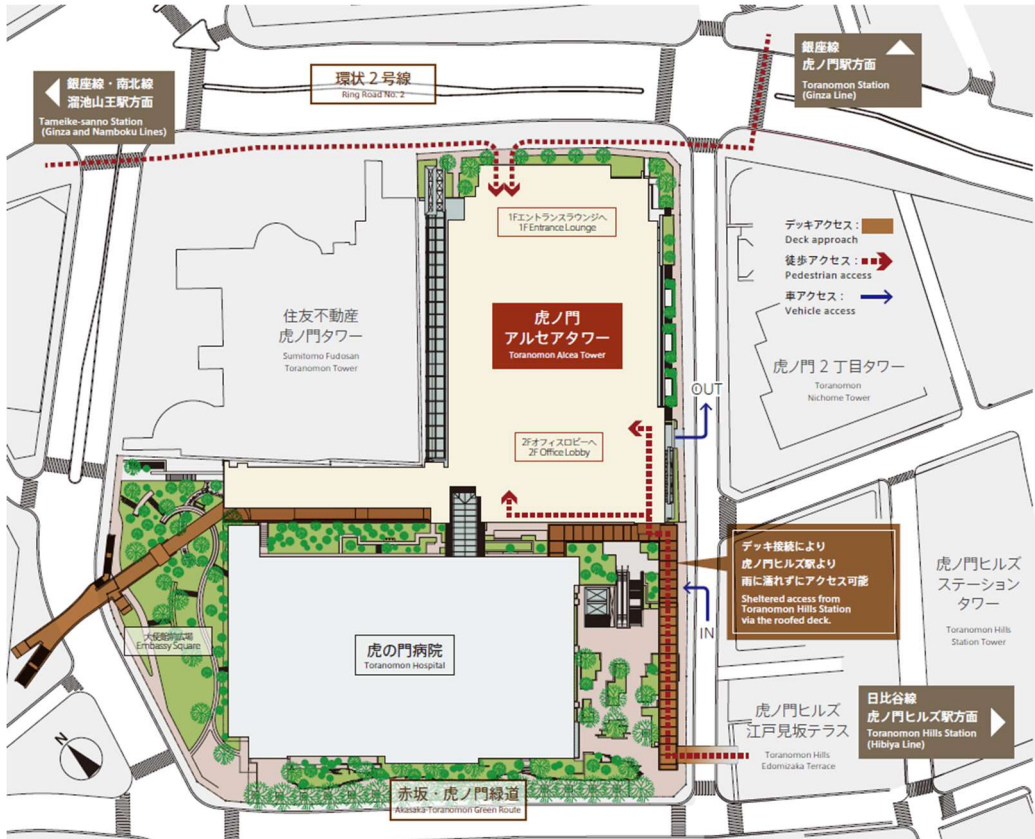 銀座線・南北線
溜池山王駅方面
Tameike-sanno Station
(Ginza and Namboku Lines)
環状2号線
Ring Road No. 2
銀座線
虎ノ門駅方面
Toranomon Station
(Ginza Line)
1Fエントランスラウンジへ
1F Entrance Lounge
デッキアクセス：
Deck approach
徒歩アクセス：
Pedestrian access
車アクセス：
Vehicle access
住友不動産
虎ノ門タワー
Sumitomo Fudosan
Toranomon Tower
虎ノ門
アルセアタワー
Toranomon Alcea Tower
虎ノ門2丁目タワー
Toranomon
Nichome Tower
OUT
2Fオフィスロビーへ
2F Office Lobby
デッキ接続により
虎ノ門ヒルズ駅より
雨に濡れずにアクセス可能
Sheltered access from
Toranomon Hills Station
via the roofed deck.
虎ノ門ヒルズ
ステーション
タワー
Toranomon Hills
Station Tower
IN
大使館前広場
Embassy Square
虎の門病院
Toranomon Hospital
虎ノ門ヒルズ
江戸見坂テラス
Toranomon Hills
Edomizaka Terrace
日比谷線
虎ノ門ヒルズ駅方面
Toranomon Hills Station
(Hibiya Line)
N
赤坂・虎ノ門緑道
Akasaka-Toranomon Green Route